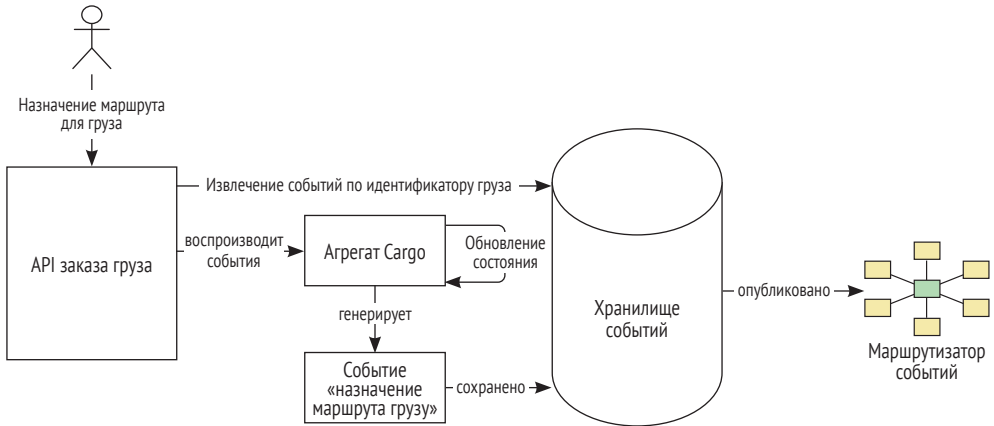 Назначение маршрута
для груза
API заказа груза
Извлечение событий по идентификатору груза
воспроизводит
события
Агрегат Cargo
Обновление
состояния
генерирует
Событие
«назначение
маршрута грузу»
сохранено
Хранилище
событий
опубликовано
Маршрутизатор
событий